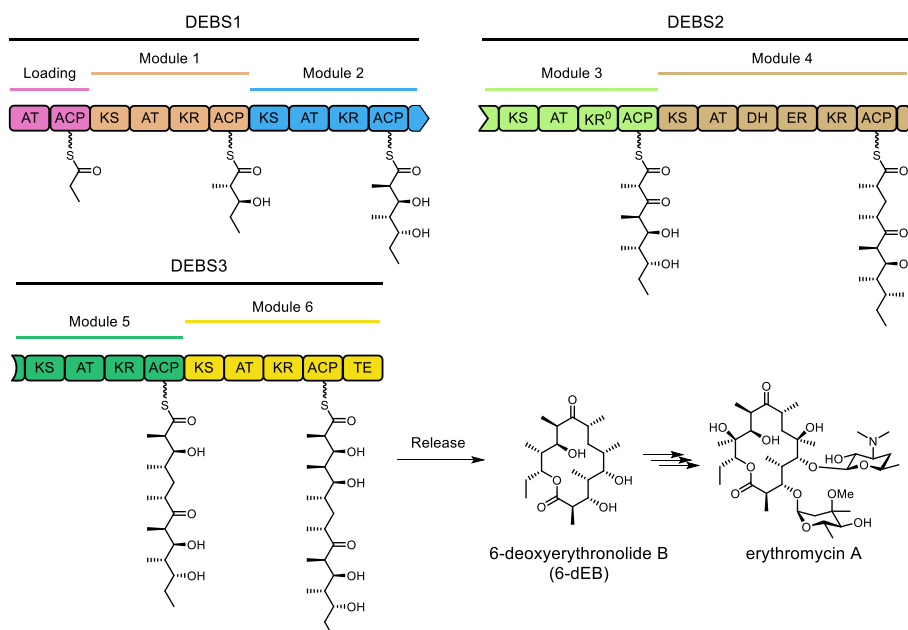 DEBS1
DEBS2
Loading
Module 1
Module 2
Module 3
Module 4
AT ACP KS AT KR ACP KS AT KR ACP
KS AT KR⁰ ACP KS AT DH ER KR ACP
S S S S S
O O O O O
OH OH O O
OH OH O
OH O
DEBS3
Module 5
Module 6
KS AT KR ACP KS AT KR ACP TE
S S
O O
OH OH
OH
O
O
OH
OH
OH
OH
Release
O
OH
O
O
OH
OH
6-deoxyerythronolide B
(6-dEB)
O
HO
OH
OH
N
HO
O
O
O
O
O
OMe
O
OH
erythromycin A